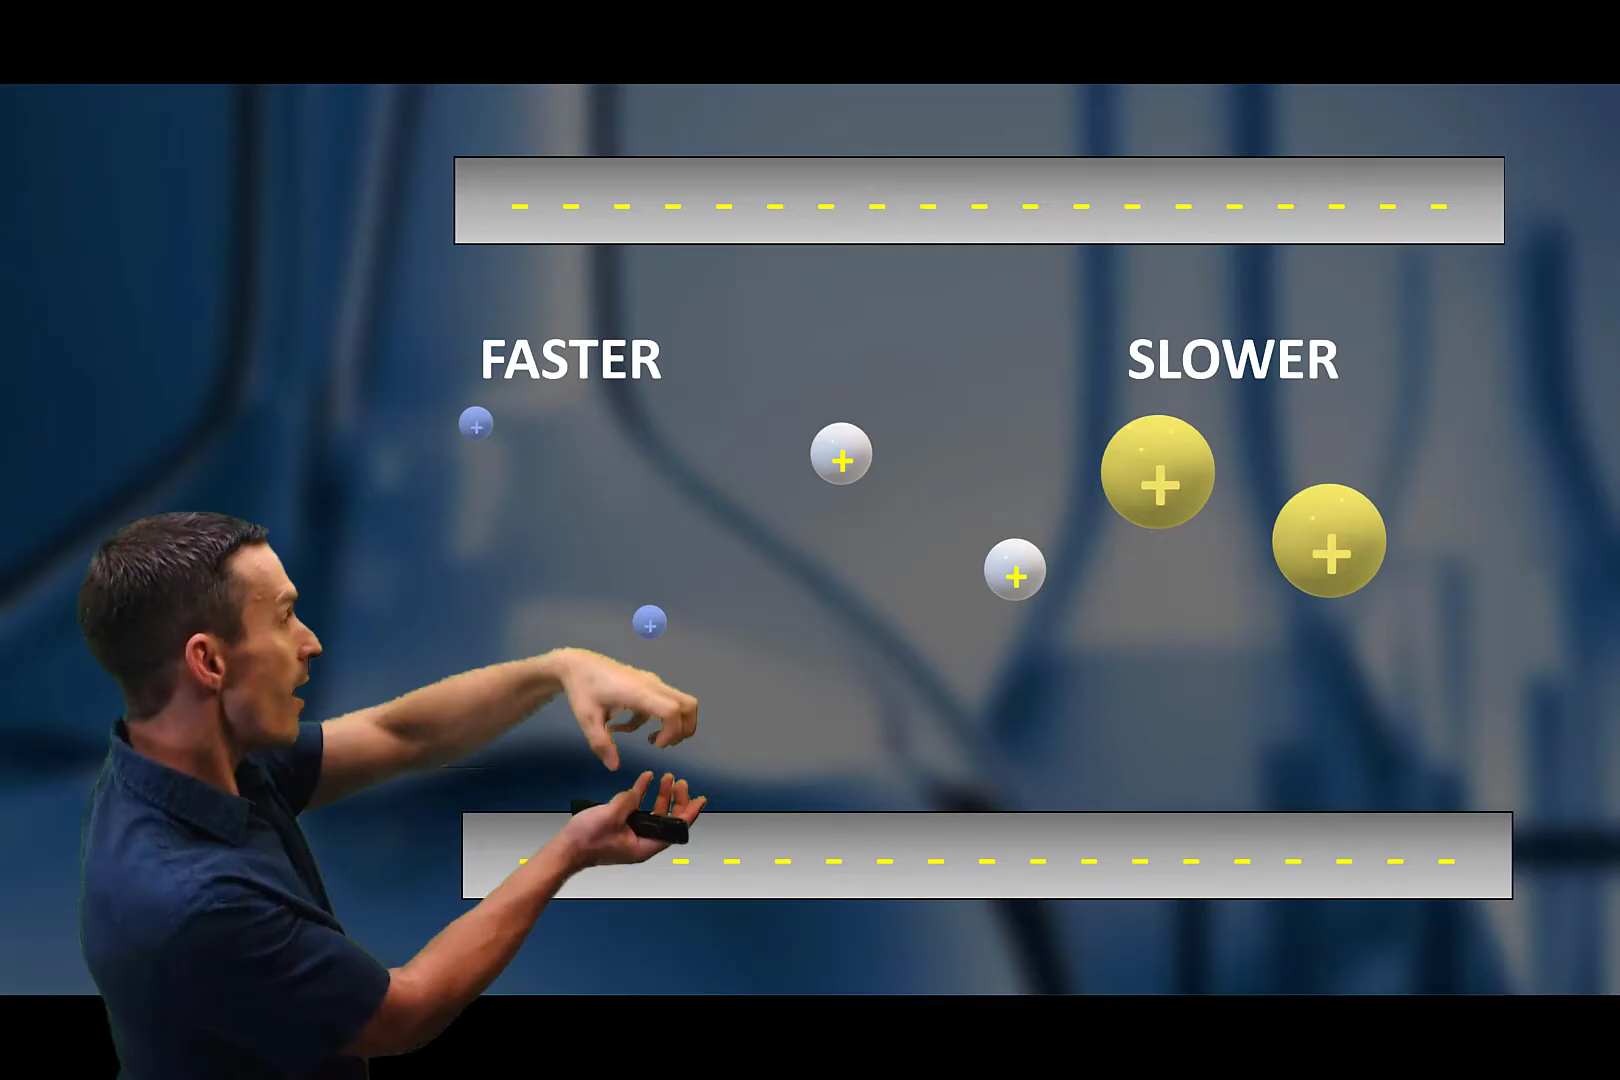 - - - - - - - - - - - - - - - - - - -
FASTER SLOWER
+ + +
+ +
+
- - - - - - - - - - - - - - - - -